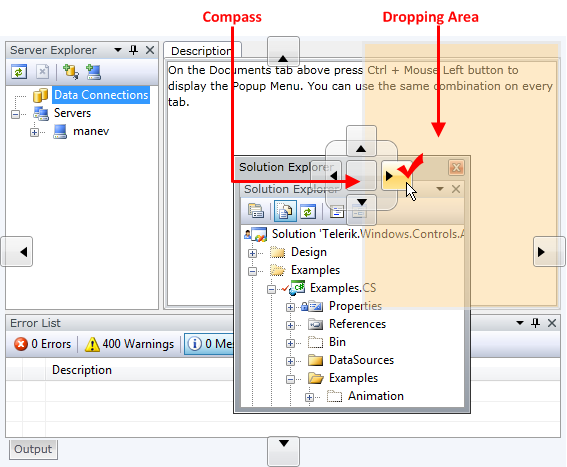 Compass
Dropping Area
Server Explorer
Description
On the Documents tab above press Ctrl + Mouse Left button to
display the Popup Menu. You can use the same combination on every
tab.
Data Connections
Servers
manev
Solution Explorer
Solution Explorer
Solution 'Telerik.Windows.Controls.A
Design
Examples
Examples.CS
Properties
References
Bin
DataSources
Examples
Animation
Error List
0 Errors
400 Warnings
0 Mes
Description
Output